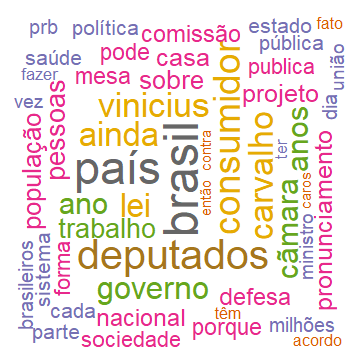 prb
política
comissão
estado
fato
saúde
pode
casa
pública
fazer
mesa
sobre
publica
união
vez
vinicius
consumidor
projeto
dia
população
pessoas
ainda
brasil
contra
então
carvalho
ter
anos
país
caros
pronunciamento
ano
lei
câmara
ministro
trabalho
deputados
brasileiros
sistema
forma
governo
defesa
cada
nacional
têm
porque
milhões
parte
sociedade
acordo